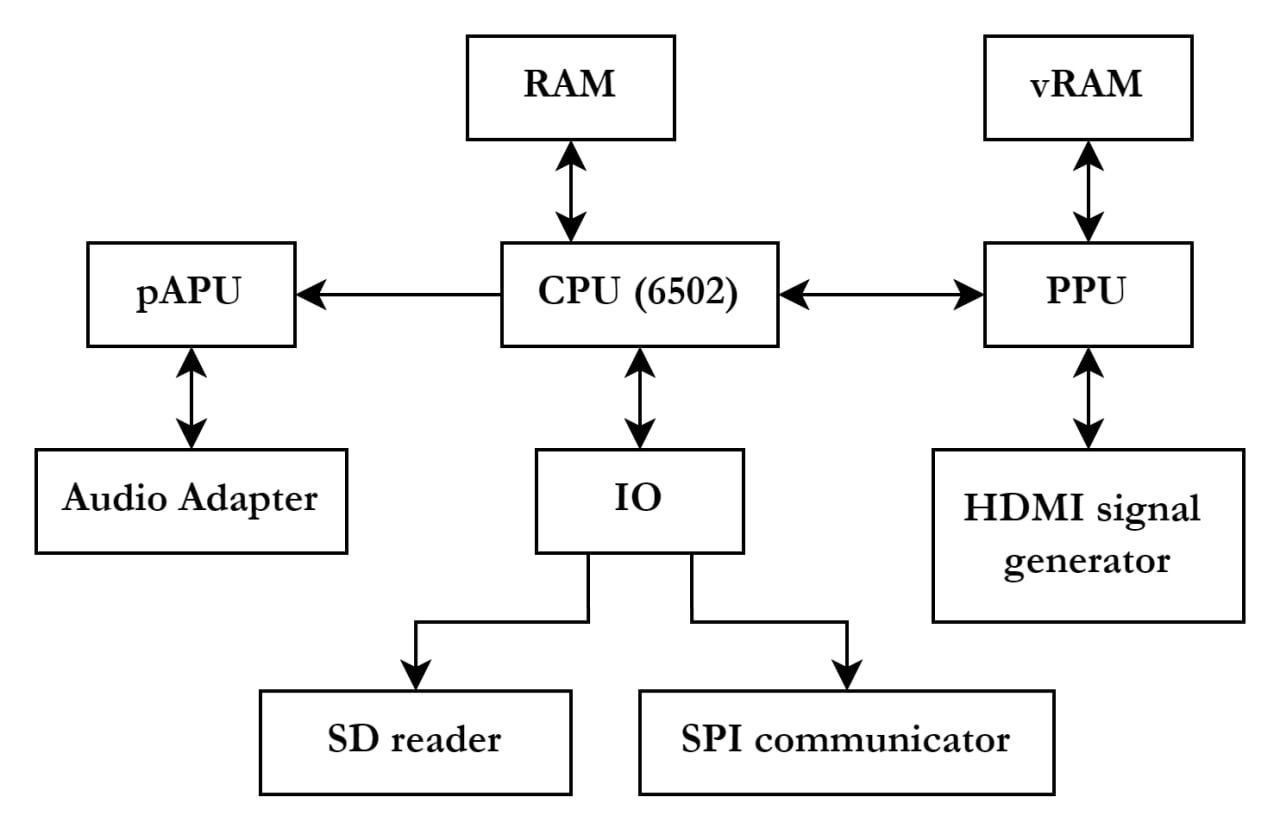 RAM
vRAM
pAPU
CPU (6502)
PPU
Audio Adapter
IO
HDMI signal
generator
SD reader
SPI communicator